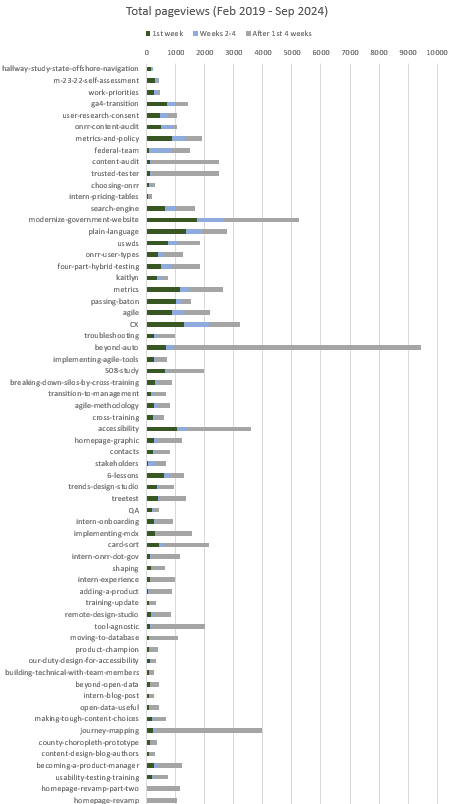 Total pageviews (Feb 2019 - Sep 2024)
1st week Weeks 2-4 After 1st 4 weeks
0 1000 2000 3000 4000 5000 6000 7000 8000 9000 10000
hallway-study-state-offshore-navigation
m-23-22-self-assessment
work-priorities
ga4-transition
user-research-consent
onrr-content-audit
metrics-and-policy
federal-team
content-audit
trusted-tester
choosing-onrr
intern-pricing-tables
search-engine
modernize-government-website
plain-language
uswds
onrr-user-types
four-part-hybrid-testing
kaitlyn
metrics
passing-baton
agile
CX
troubleshooting
beyond-auto
implementing-agile-tools
508-study
breaking-down-silos-by-cross-training
transition-to-management
agile-methodology
cross-training
accessibility
homepage-graphic
contacts
stakeholders
6-lessons
trends-design-studio
treetest
QA
intern-onboarding
implementing-mdx
card-sort
intern-onrr-dot-gov
shaping
intern-experience
adding-a-product
training-update
remote-design-studio
tool-agnostic
moving-to-database
product-champion
our-duty-design-for-accessibility
building-technical-with-team-members
beyond-open-data
intern-blog-post
open-data-useful
making-tough-content-choices
journey-mapping
county-choropleth-prototype
content-design-blog-authors
becoming-a-product-manager
usability-testing-training
homepage-revamp-part-two
homepage-revamp